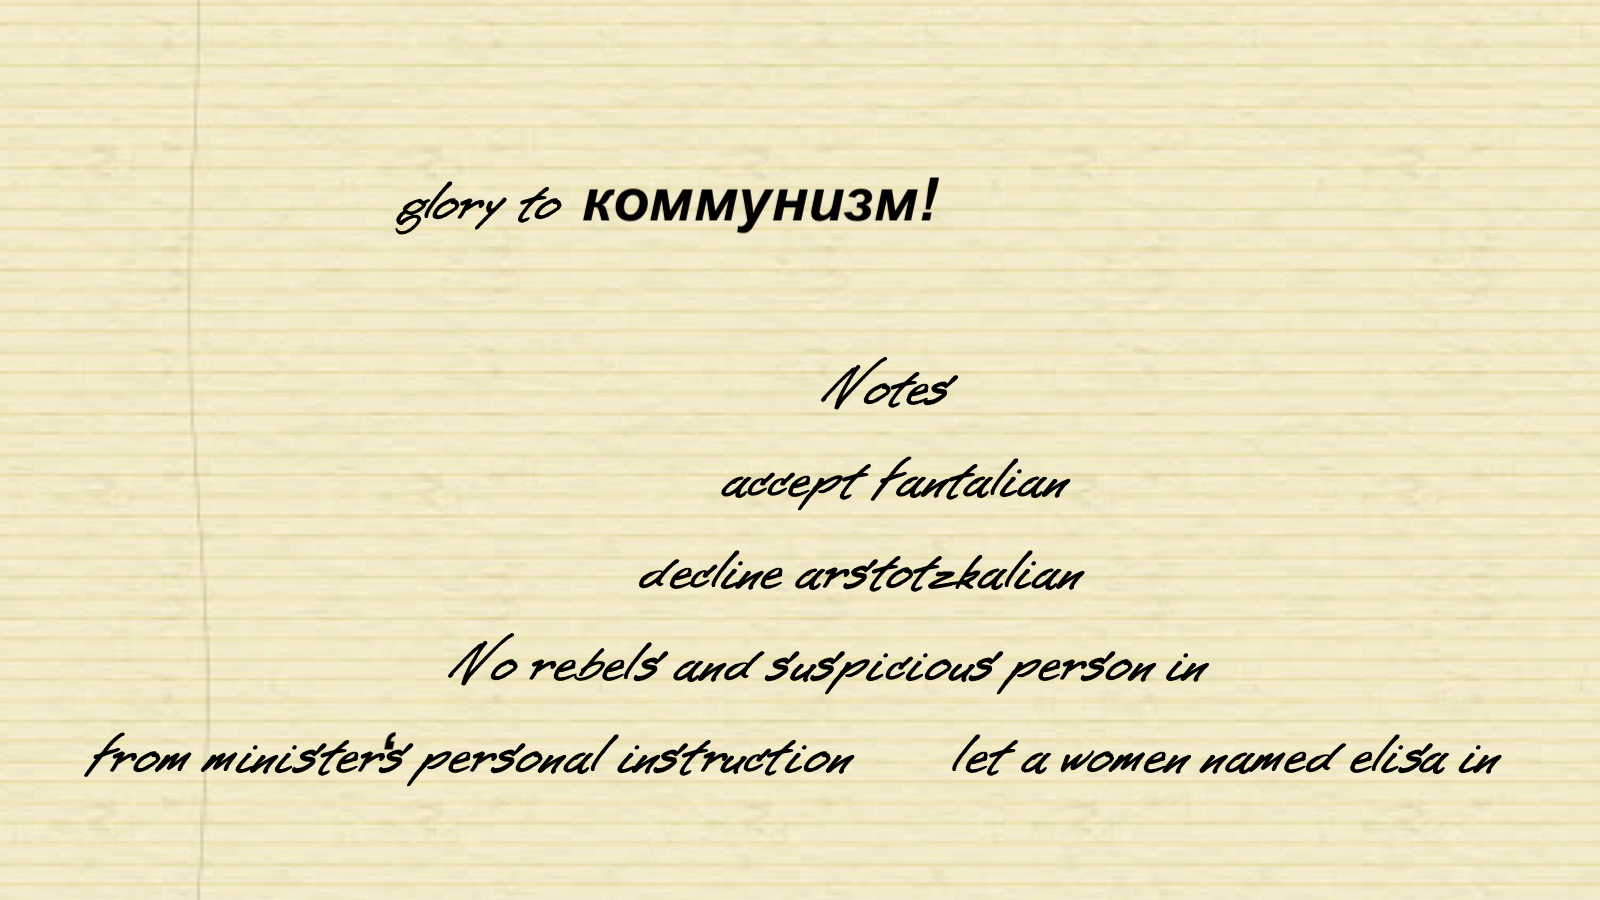 glory to коммунизм!
Notes
accept fantalian
decline arstotzkalian
No rebels and suspicious person in
from minister‘s personal instruction let a women named elisa in